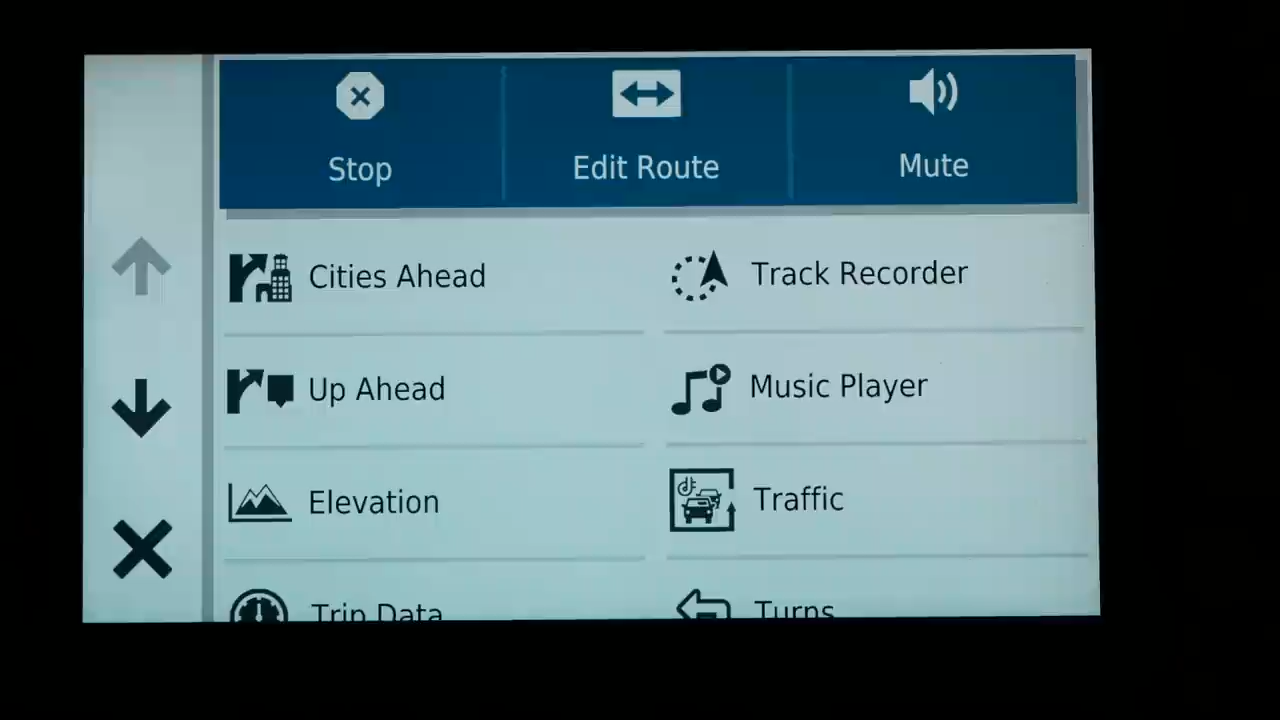 Stop
Edit Route
Mute
Cities Ahead
Track Recorder
Up Ahead
Music Player
Elevation
Traffic
Trip Data
Turns